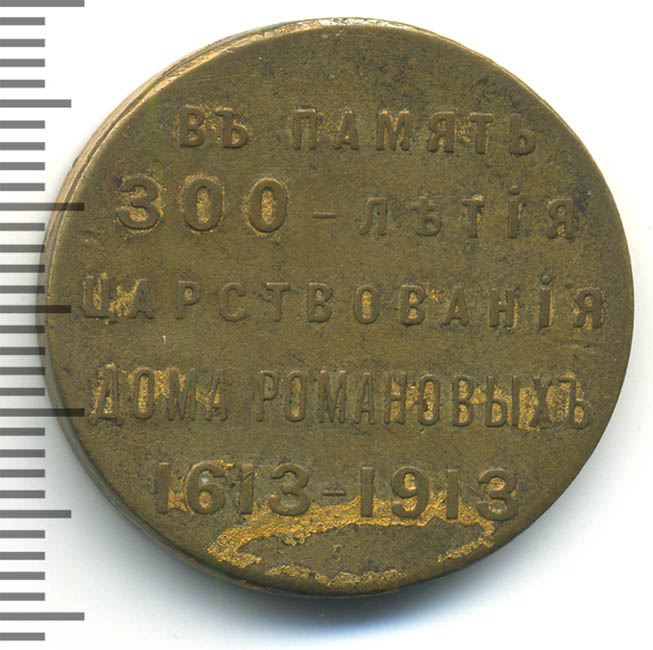 ВЪ ПАМЯТЬ
300-ЛѢТІЯ
ЦАРСТВОВАНІЯ
ДОМА РОМАНОВЫХЪ
1613-1913